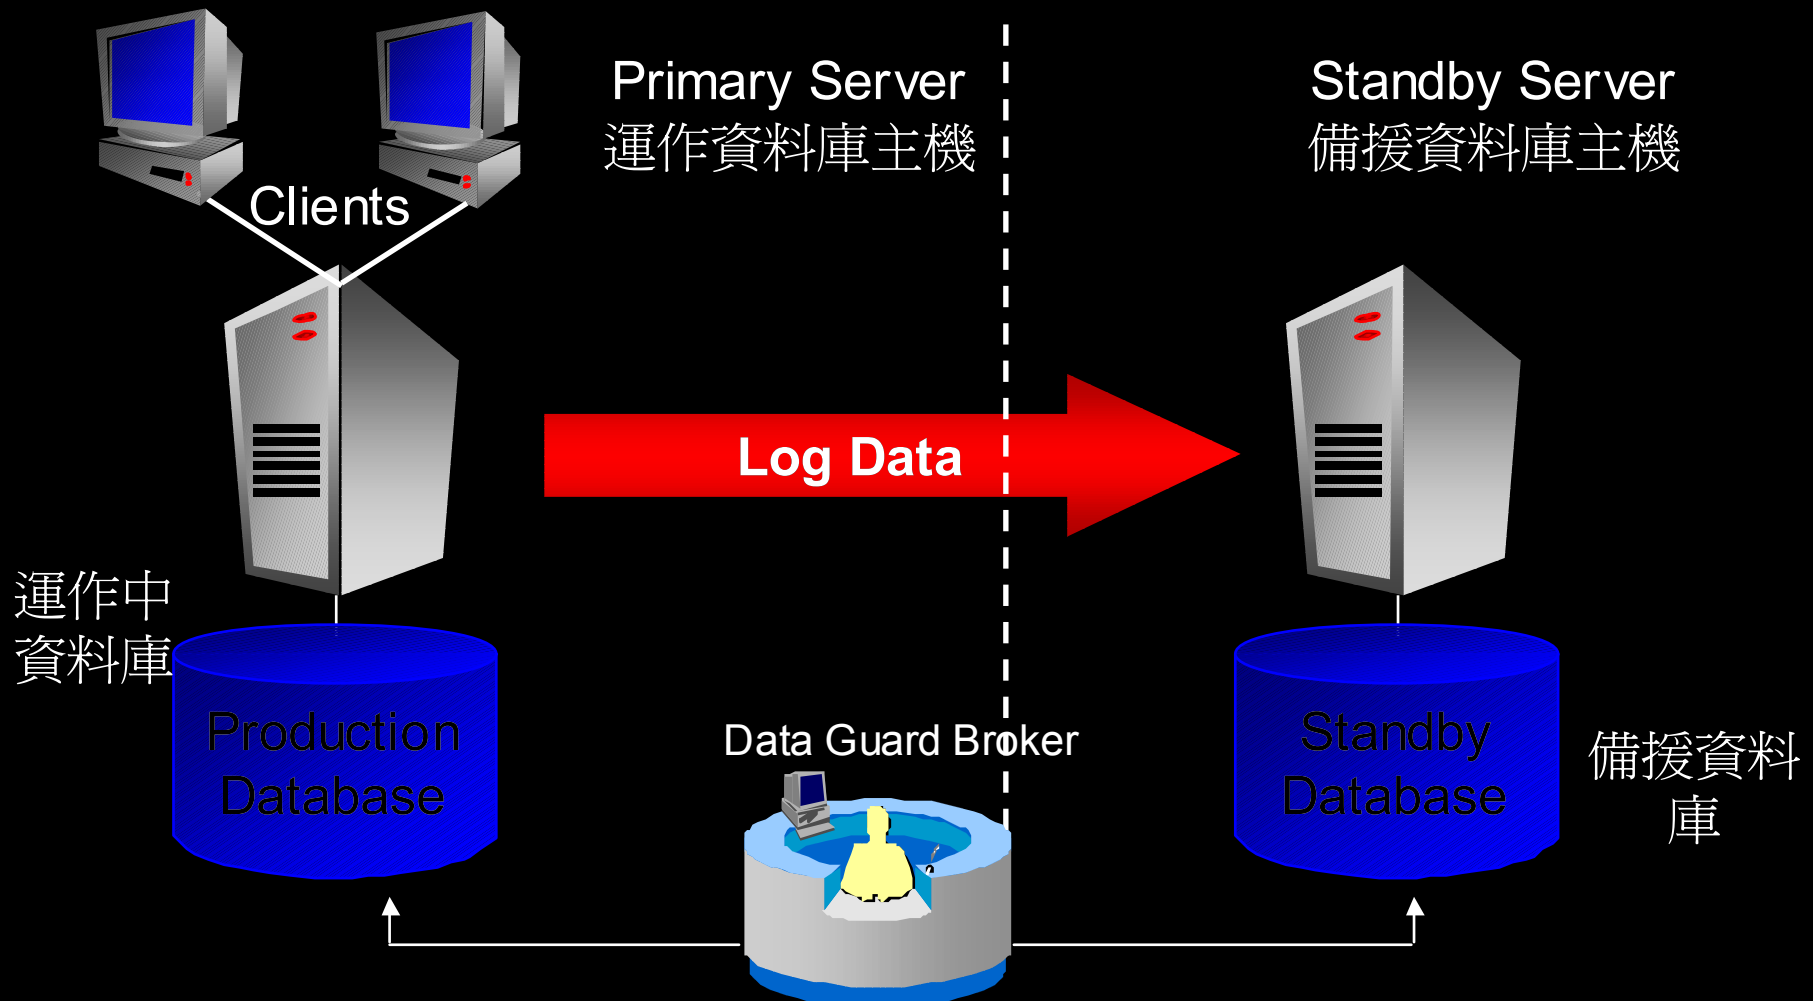 Primary Server
運作資料庫主機
Standby Server
備援資料庫主機
Clients
Log Data
運作中
資料庫
Production
Database
Data Guard Broker
Standby
Database
備援資料
庫